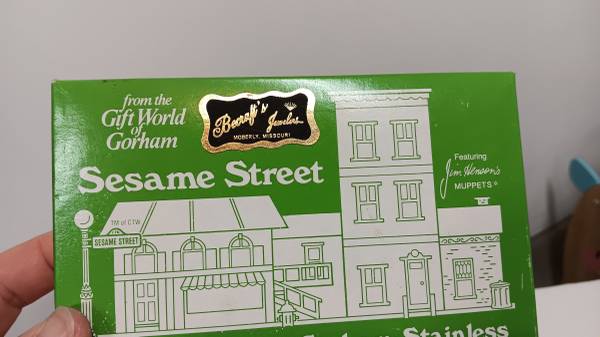 from the
Gift World
of
Gorham
Becraft's
Jewelers
MOBERLY, MISSOURI
Sesame Street
Featuring
Jim Henson's
MUPPETS®
TM of CTW
SESAME STREET
Stainless